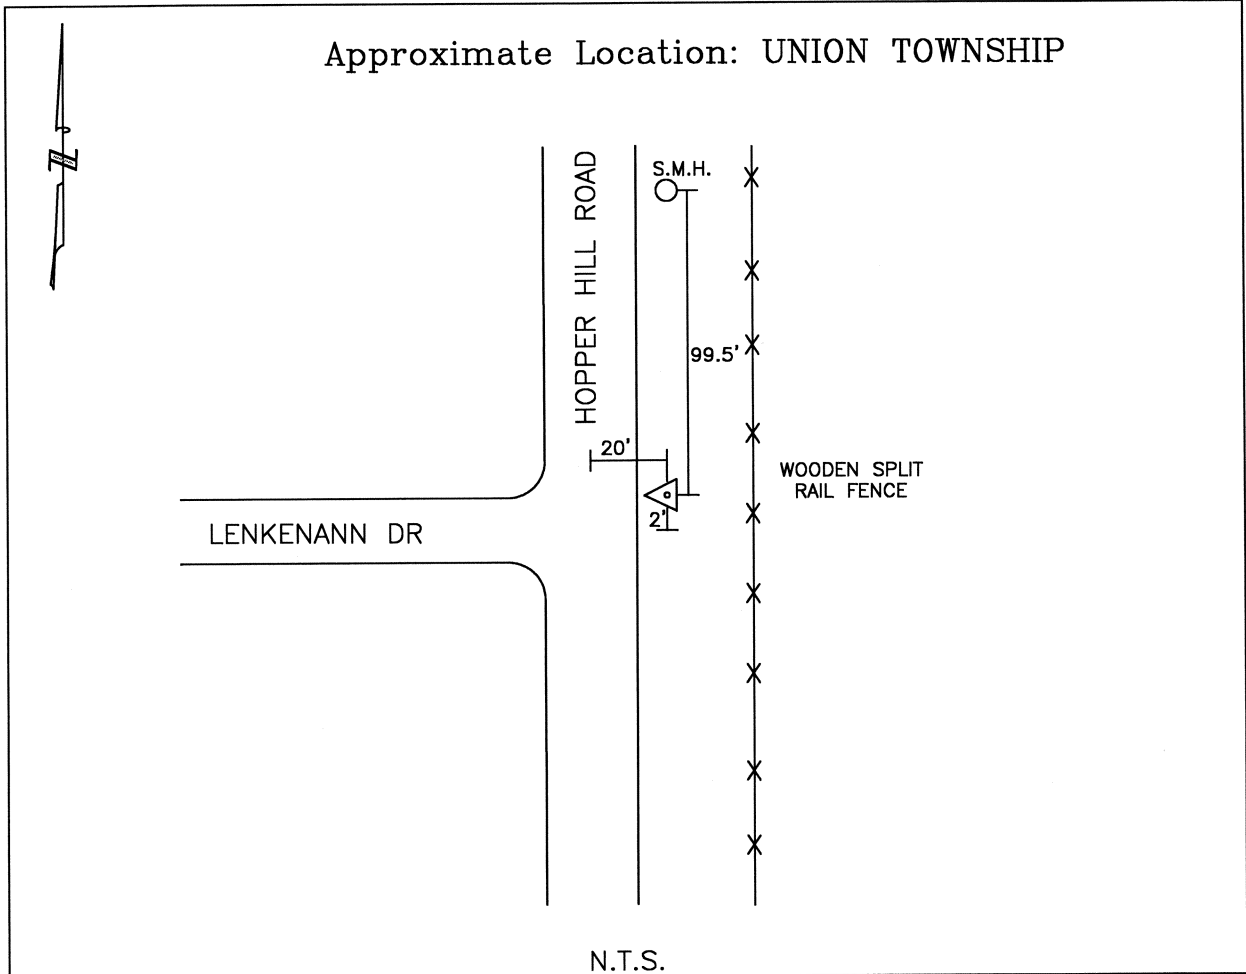 Approximate Location: UNION TOWNSHIP
N
HOPPER HILL ROAD
S.M.H.
99.5'
20'
WOODEN SPLIT
RAIL FENCE
2'
LENKENANN DR
N.T.S.